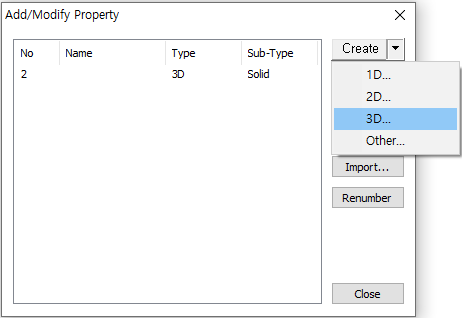 Add/Modify Property
No Name Type Sub-Type
2 3D Solid
Create
1D...
2D...
3D...
Other...
Import...
Renumber
Close